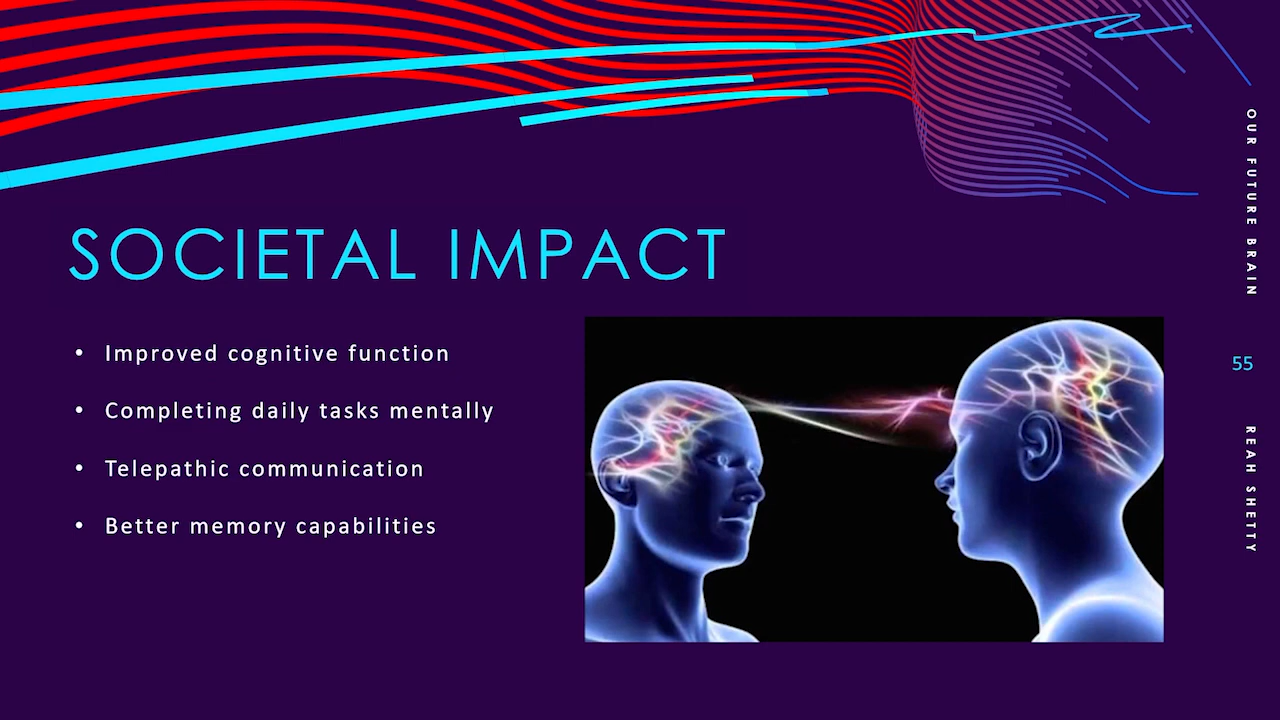 SOCIETAL IMPACT
• Improved cognitive function
• Completing daily tasks mentally
• Telepathic communication
• Better memory capabilities
OUR FUTURE BRAIN
55
REAH SHETTY